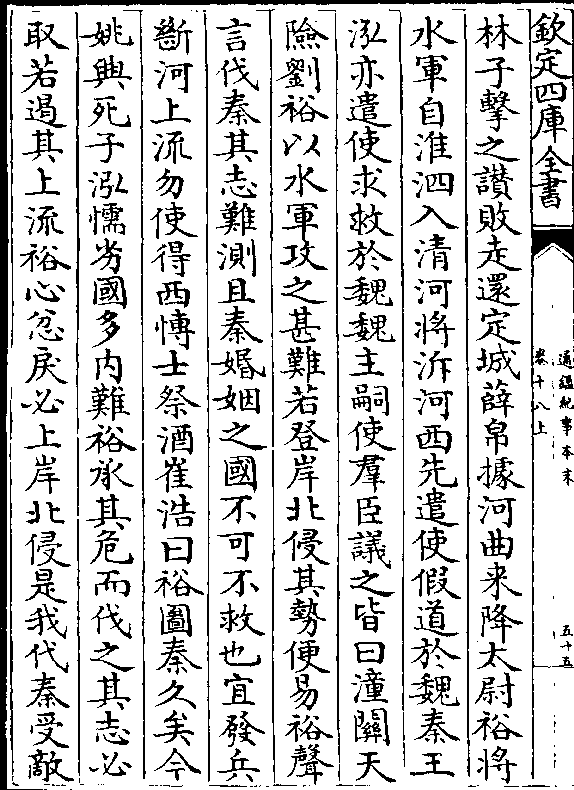 欽定四庫全書
通鑑紀事本末
卷十八上
五十五
林子擊之讃敗走還定城薛帛據河曲来降太尉裕將
水軍自淮泗入清河將泝河西先遣使假道於魏秦王
泓亦遣使求救於魏魏主嗣使羣臣議之皆曰潼關天
險劉裕以水軍攻之甚難若登岸北侵其勢便易裕聲
言伐秦其志難測且秦婚姻之國不可不救也宜發兵
斷河上流勿使得西慱士祭酒崔浩曰裕圖秦久矣今
姚興死子泓懦劣國多内難裕承其危而伐之其志必
取若遏其上流裕心忿戾必上岸北侵是我代秦受敵